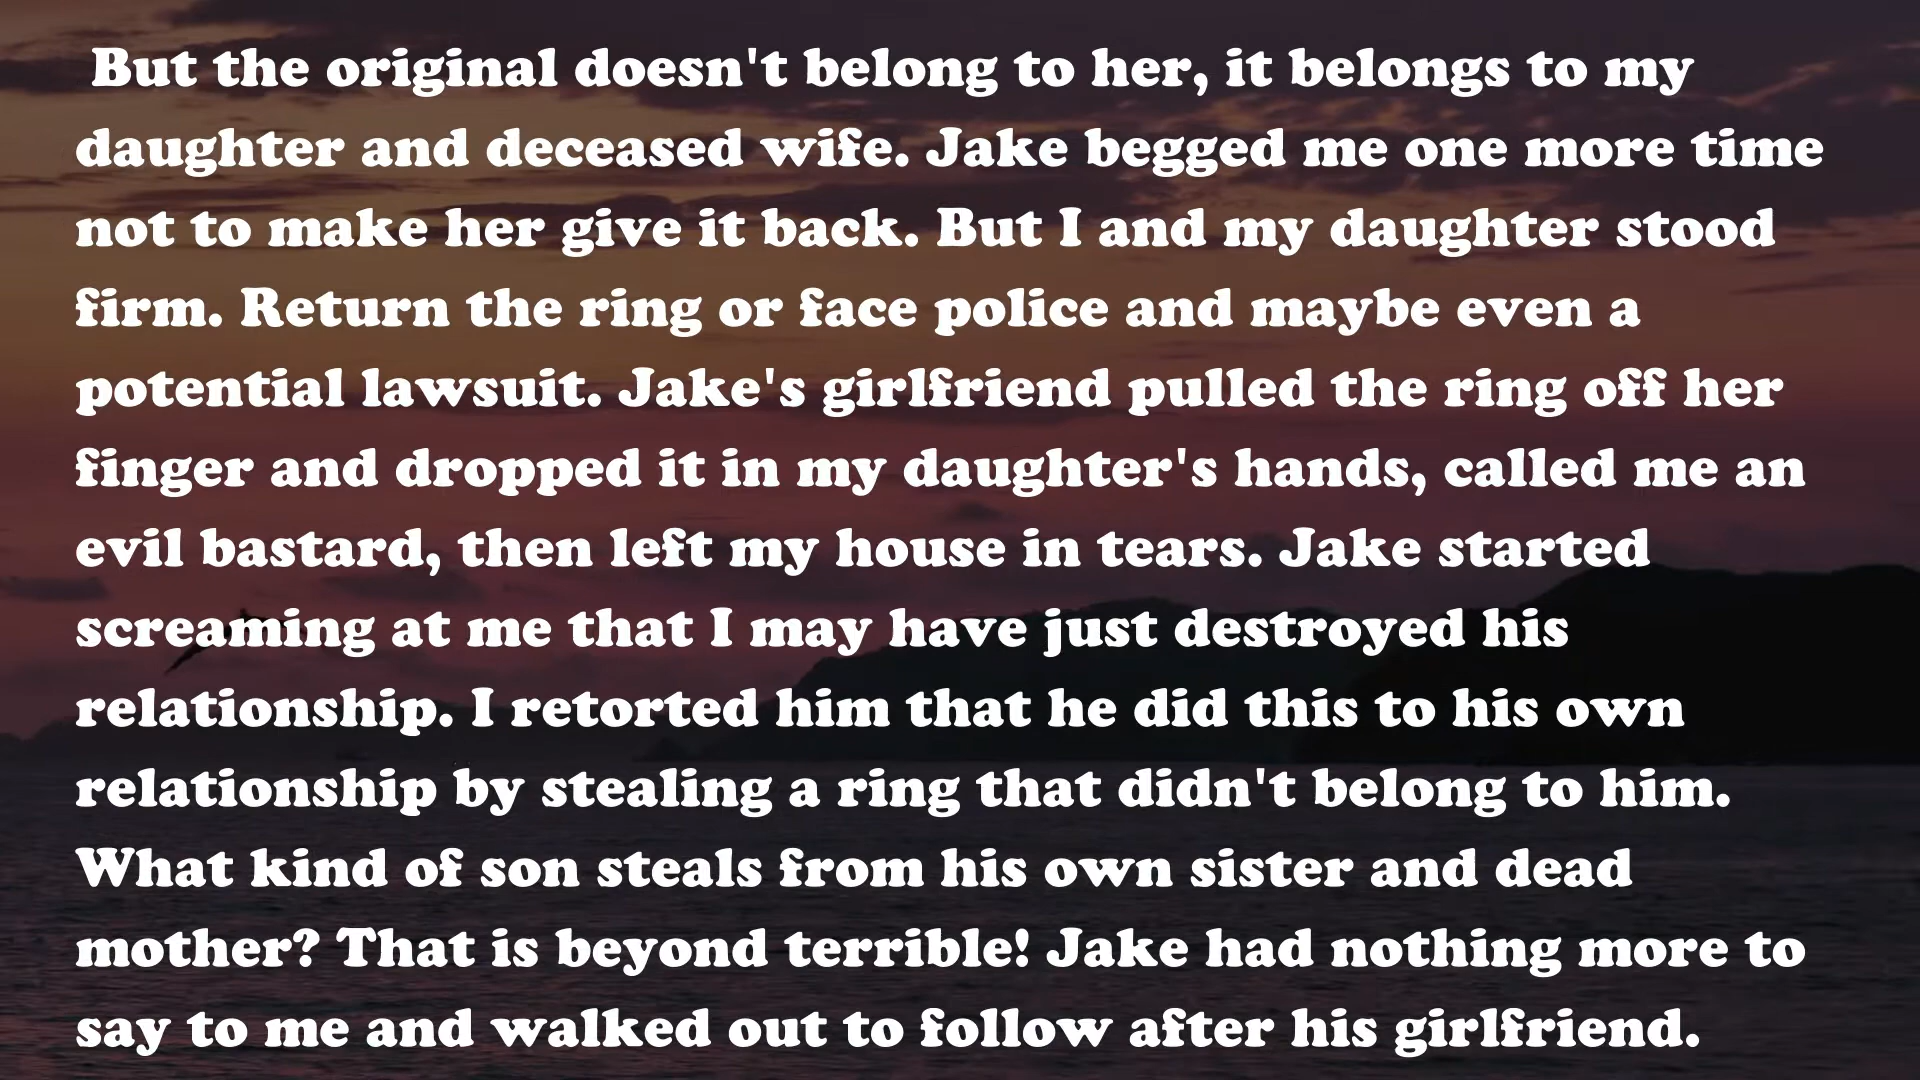 But the original doesn't belong to her, it belongs to my
daughter and deceased wife. Jake begged me one more time
not to make her give it back. But I and my daughter stood
firm. Return the ring or face police and maybe even a
potential lawsuit. Jake's girlfriend pulled the ring off her
finger and dropped it in my daughter's hands, called me an
evil bastard, then left my house in tears. Jake started
screaming at me that I may have just destroyed his
relationship. I retorted him that he did this to his own
relationship by stealing a ring that didn't belong to him.
What kind of son steals from his own sister and dead
mother? That is beyond terrible! Jake had nothing more to
say to me and walked out to follow after his girlfriend.